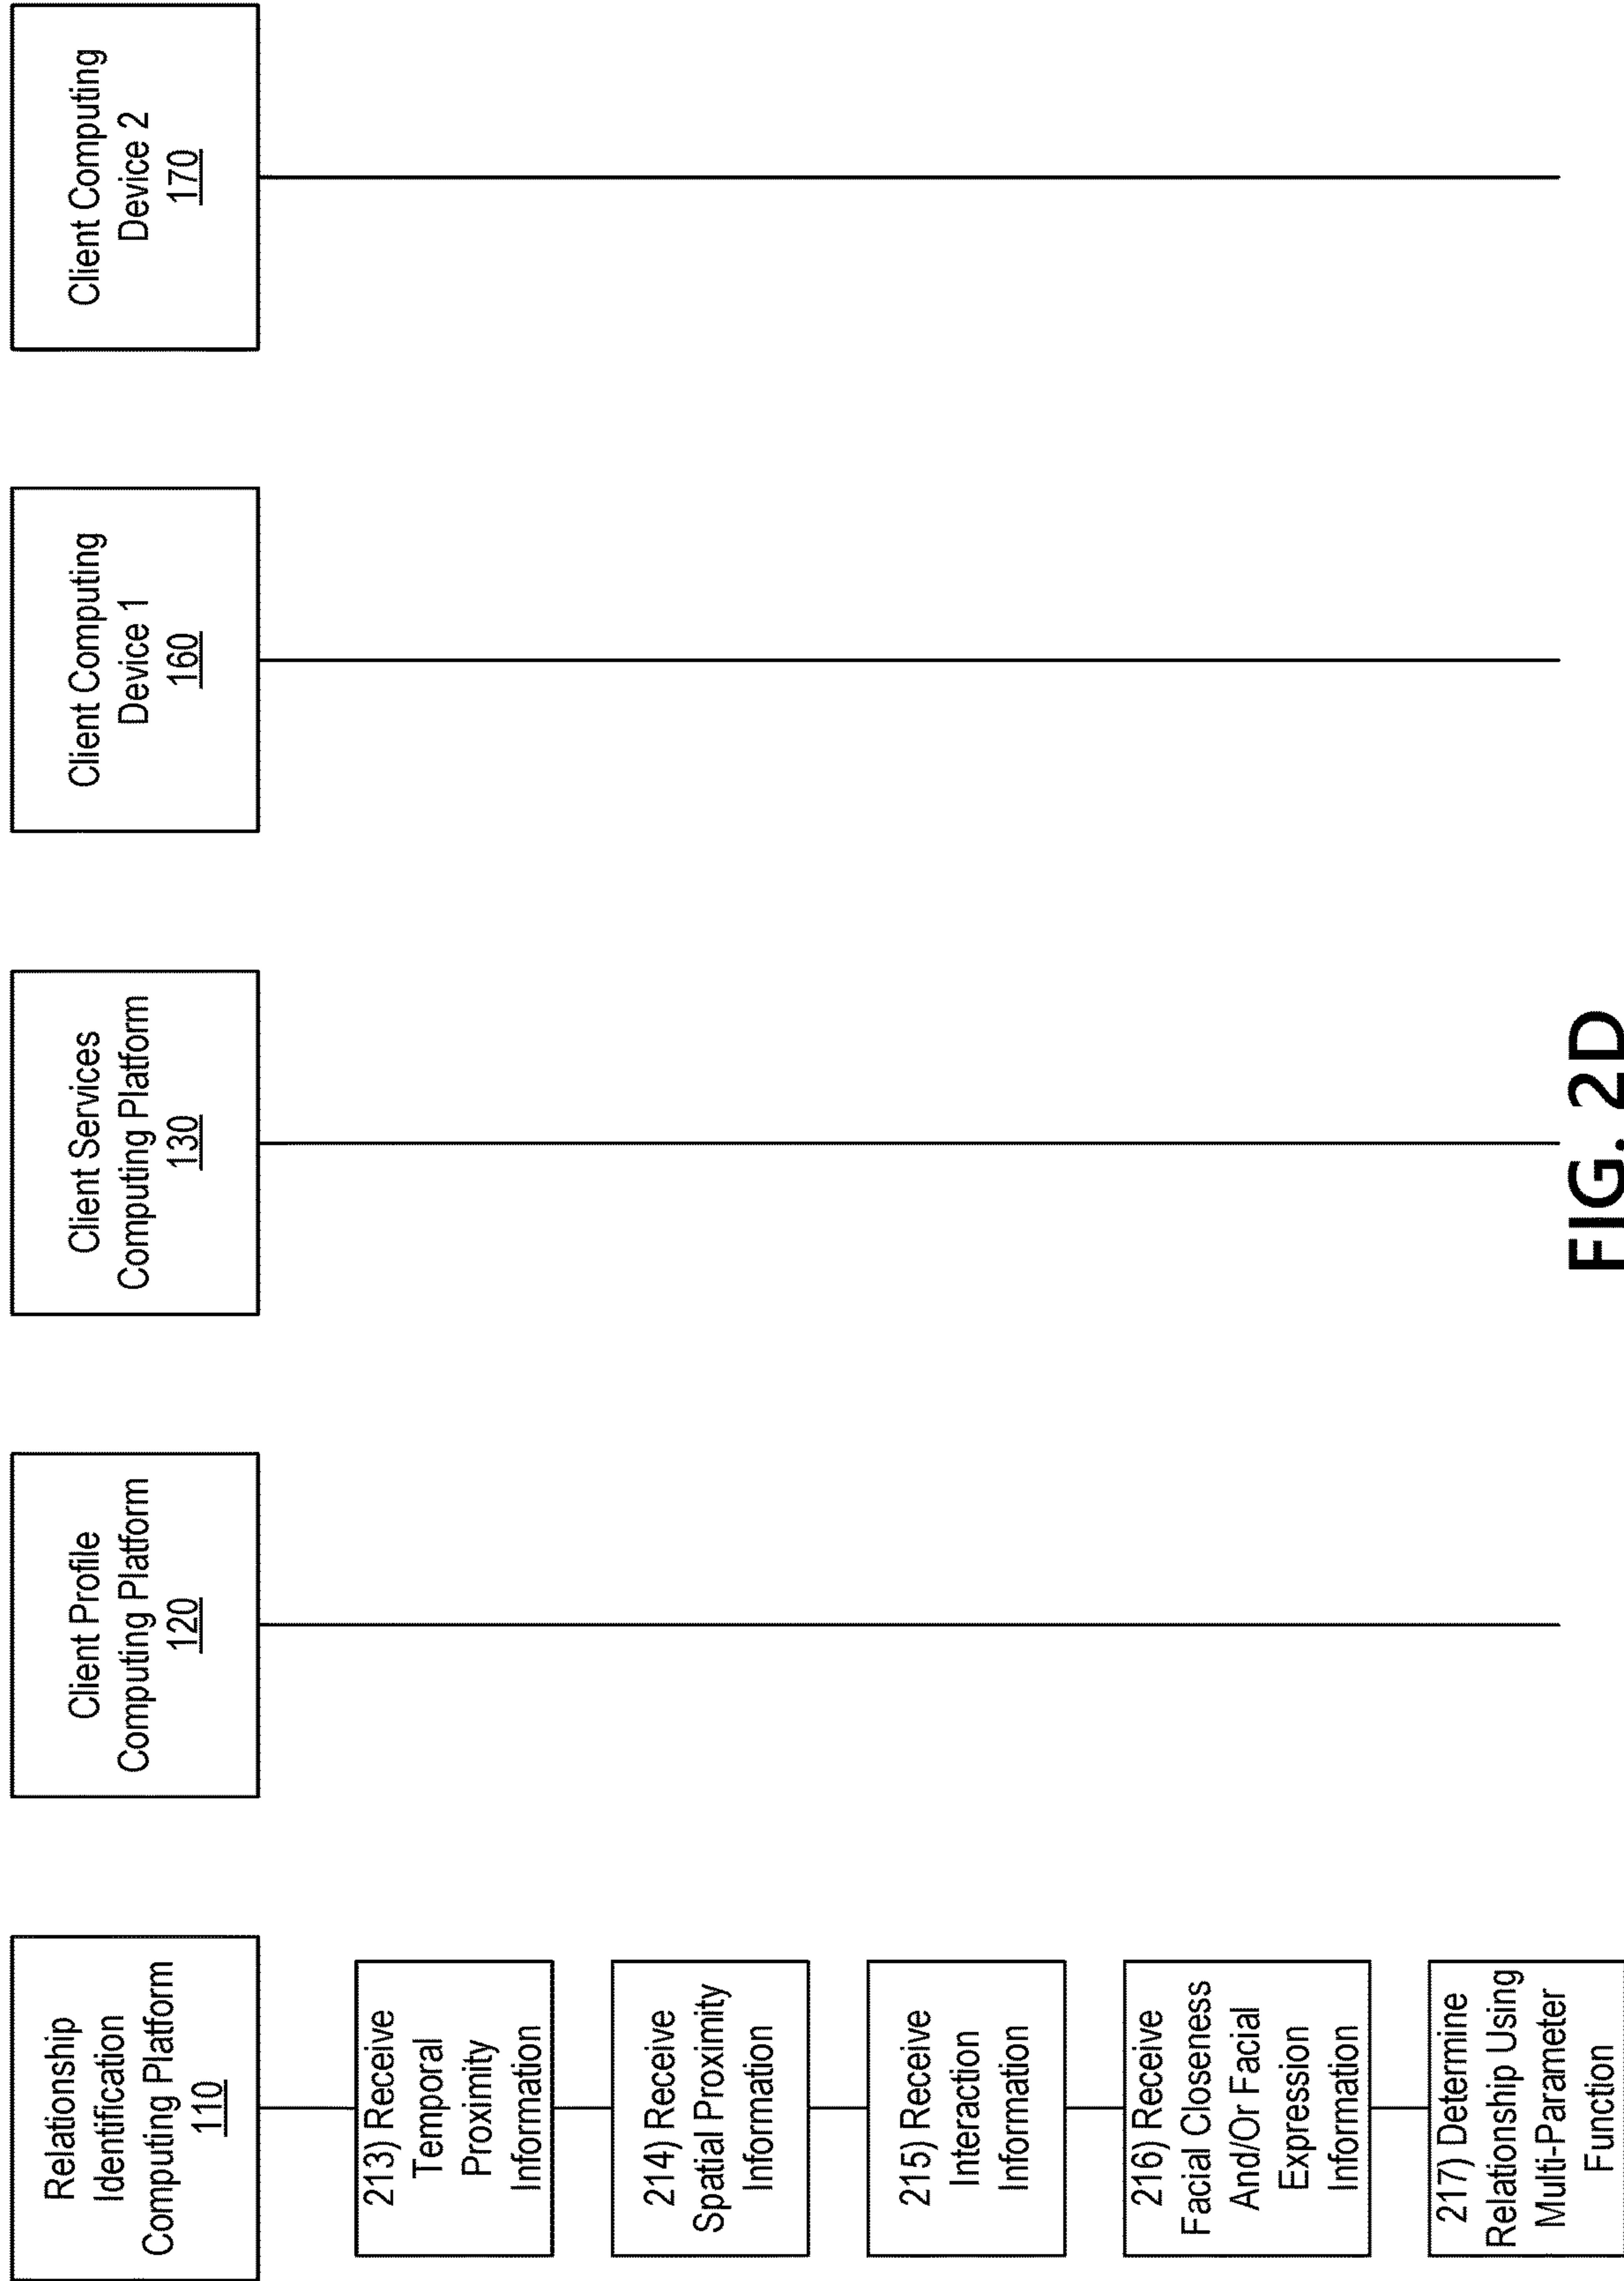 Relationship
Identification
Computing Platform
110
Client Profile
Computing Platform
120
Client Services
Computing Platform
130
Client Computing
Device 1
160
Client Computing
Device 2
170
213) Receive
Temporal
Proximity
Information
214) Receive
Spatial Proximity
Information
215) Receive
Interaction
Information
216) Receive
Facial Closeness
And/Or Facial
Expression
Information
217) Determine
Relationship Using
Multi-Parameter
Function
FIG. 2D